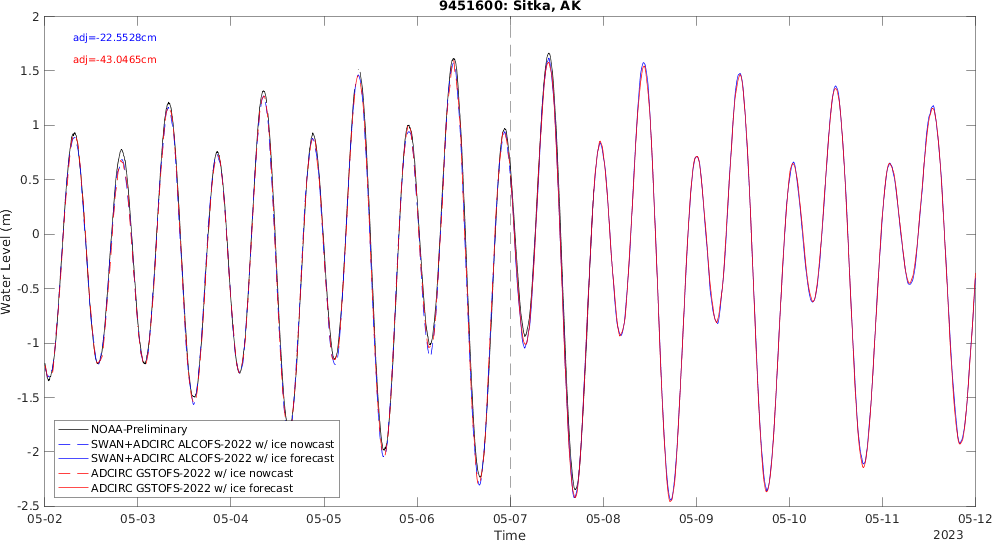 9451600: Sitka, AK
adj=-22.5528cm
adj=-43.0465cm
2
1.5
1
0.5
0
-0.5
-1
-1.5
-2
-2.5
Water Level (m)
NOAA-Preliminary
SWAN+ADCIRC ALCOFS-2022 w/ ice nowcast
SWAN+ADCIRC ALCOFS-2022 w/ ice forecast
ADCIRC GSTOFS-2022 w/ ice nowcast
ADCIRC GSTOFS-2022 w/ ice forecast
05-02 05-03 05-04 05-05 05-06 05-07 05-08 05-09 05-10 05-11 05-12
Time
2023